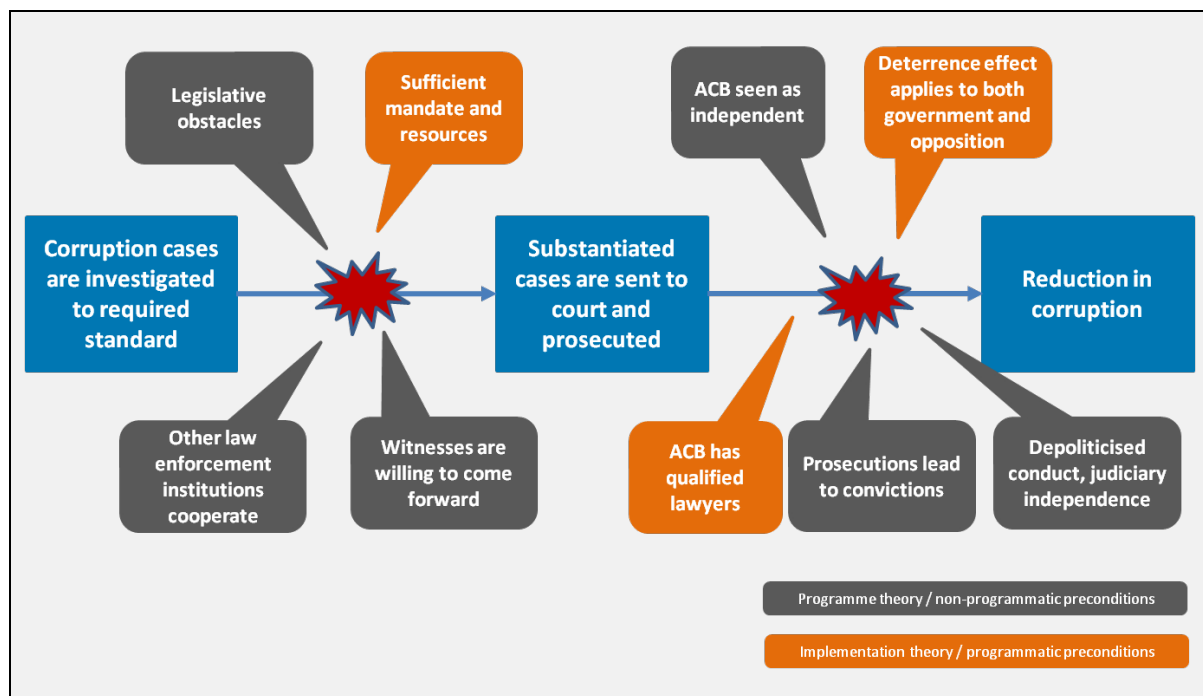 Legislative
obstacles
Sufficient
mandate and
resources
ACB seen as
independent
Deterrence effect
applies to both
government and
opposition
Corruption cases
are investigated
to required
standard
Substantiated
cases are sent to
court and
prosecuted
Reduction in
corruption
Other law
enforcement
institutions
cooperate
Witnesses are
willing to come
forward
ACB has
qualified
lawyers
Prosecutions lead
to convictions
Depoliticised
conduct, judiciary
independence
Programme theory / non-programmatic preconditions
Implementation theory / programmatic preconditions